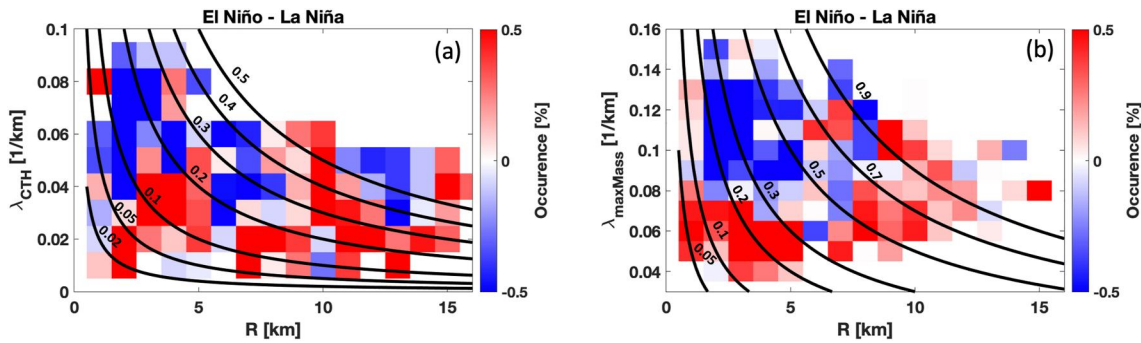 El Niño - La Niña
(a)
0.1
0.08
0.06
0.04
0.02
0
λCTH [1/km]
0.5
0.4
0.3
0.2
0.1
0.05
0.02
0 5 10 15
R [km]
0.5
0
-0.5
Occurence [%]
El Niño - La Niña
(b)
0.16
0.14
0.12
0.1
0.08
0.06
0.04
λmaxMass [1/km]
0.9
0.7
0.5
0.3
0.2
0.1
0.05
0 5 10 15
R [km]
0.5
0
-0.5
Occurence [%]